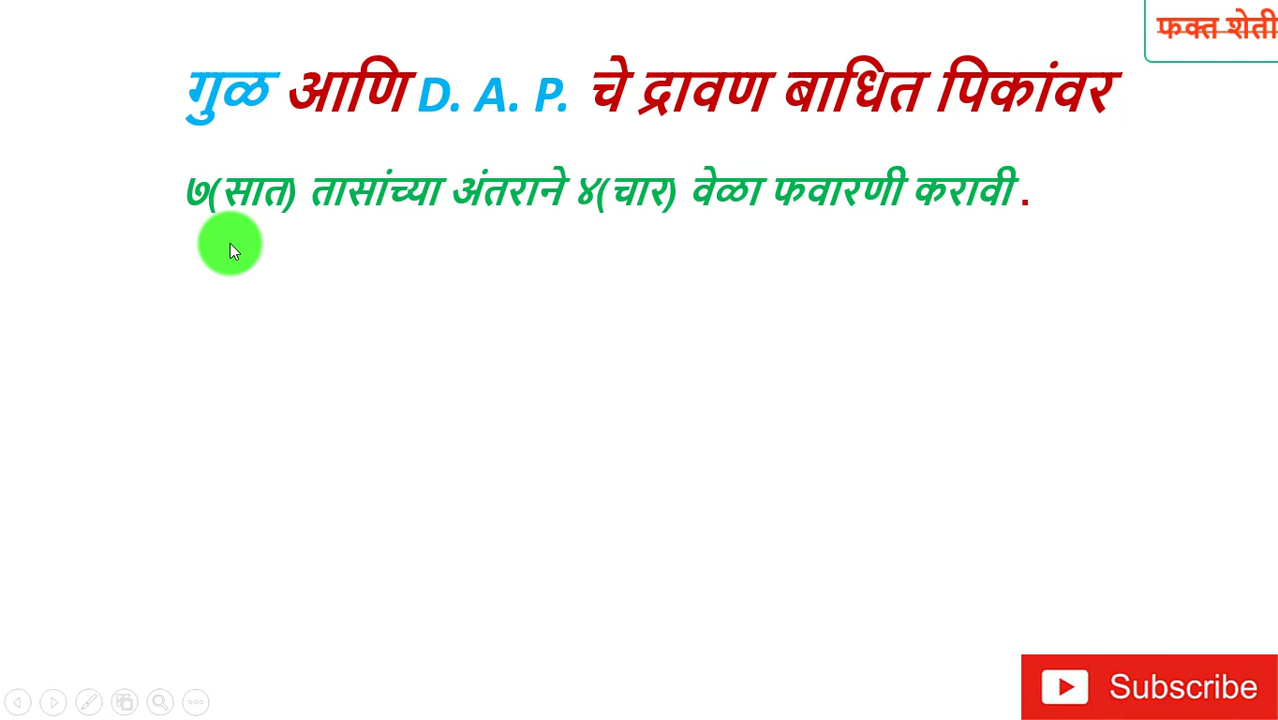 फक्त शेती
गुळ आणि D. A. P. चे द्रावण बाधित पिकांवर
७(सात) तासांच्या अंतराने ४(चार) वेळा फवारणी करावी .
Subscribe